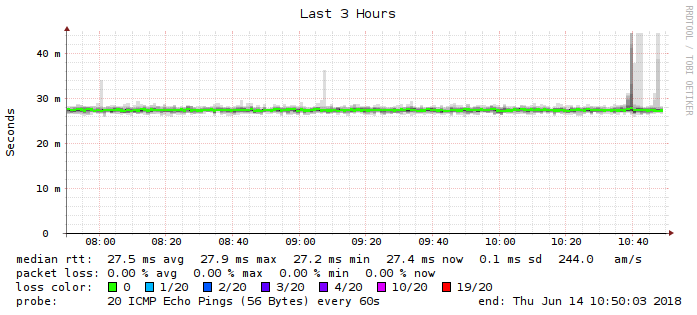 Last 3 Hours
RRDTOOL / TOBI OETIKER
Seconds
40 m
30 m
20 m
10 m
0
08:00 08:20 08:40 09:00 09:20 09:40 10:00 10:20 10:40
median rtt: 27.5 ms avg 27.9 ms max 27.2 ms min 27.4 ms now 0.1 ms sd 244.0 am/s
packet loss: 0.00 % avg 0.00 % max 0.00 % min 0.00 % now
loss color: 0 1/20 2/20 3/20 4/20 10/20 19/20
probe: 20 ICMP Echo Pings (56 Bytes) every 60s end: Thu Jun 14 10:50:03 2018